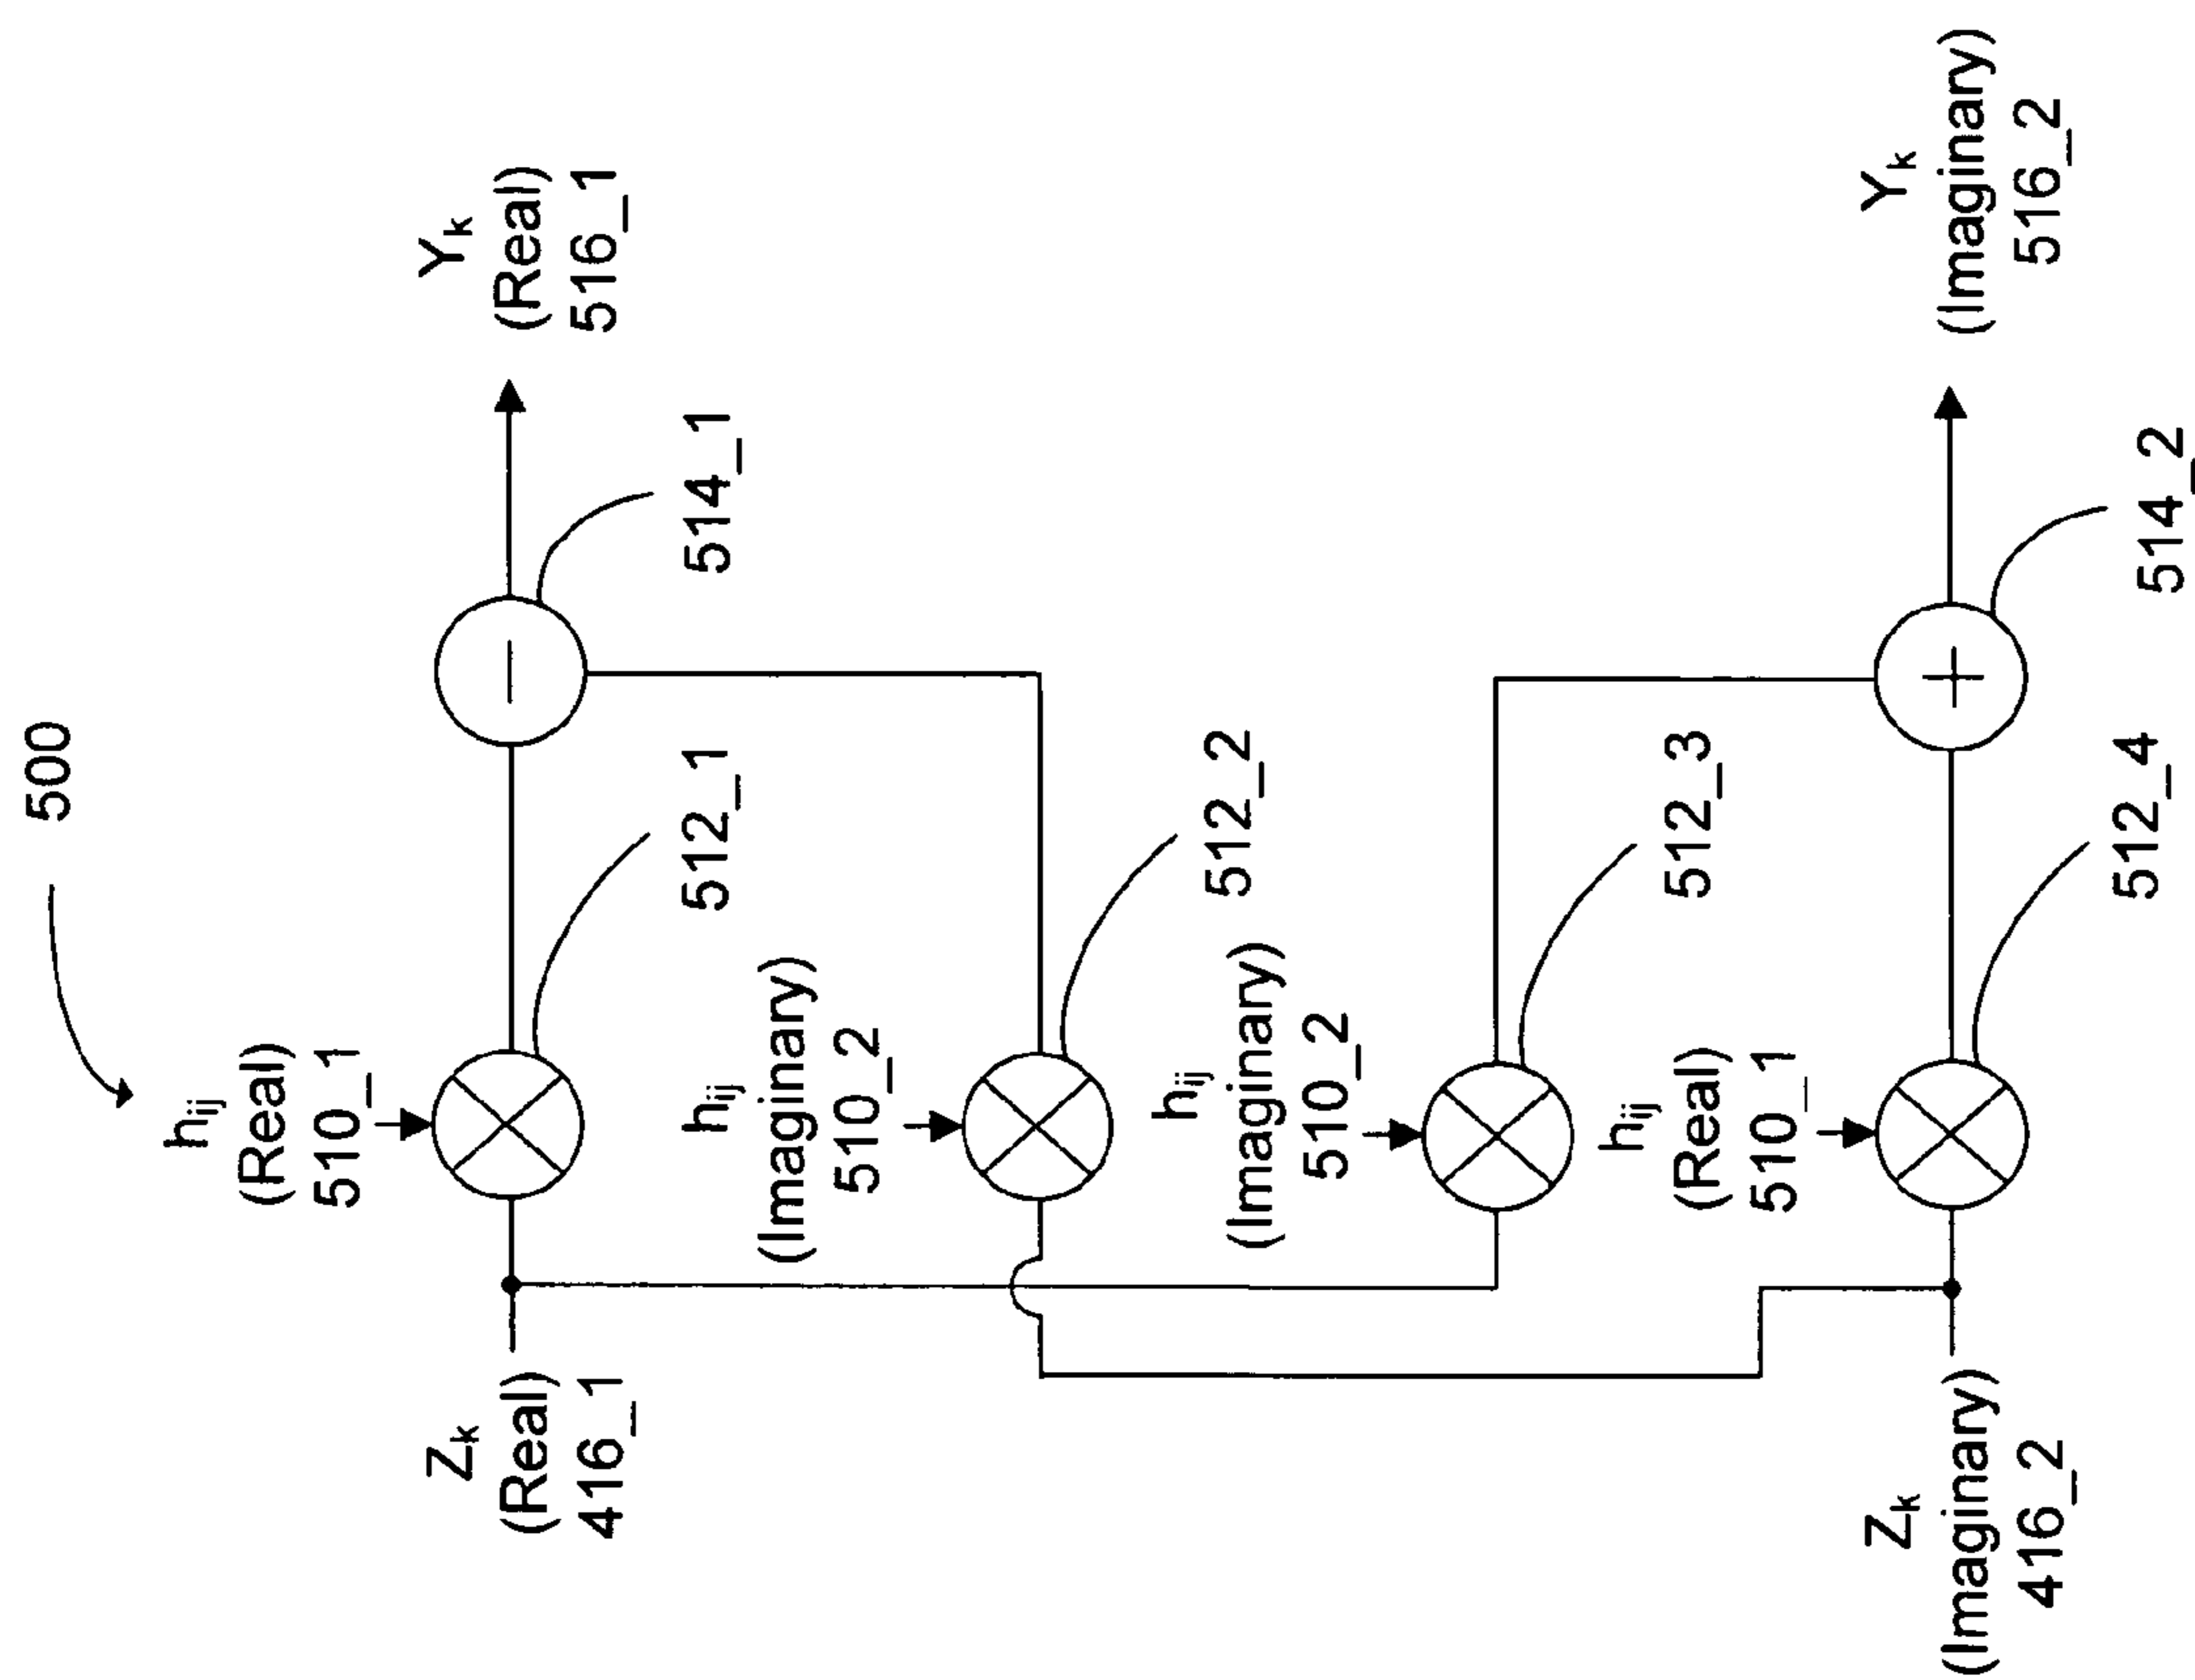 500
h_ij
(Real)
510_1
Z_k
(Real)
416_1
512_1
514_1
Y_k
(Real)
516_1
h_ij
(Imaginary)
510_2
512_2
h_ij
(Imaginary)
510_2
512_3
h_ij
(Real)
510_1
Z_k
(Imaginary)
416_2
512_4
514_2
Y_k
(Imaginary)
516_2